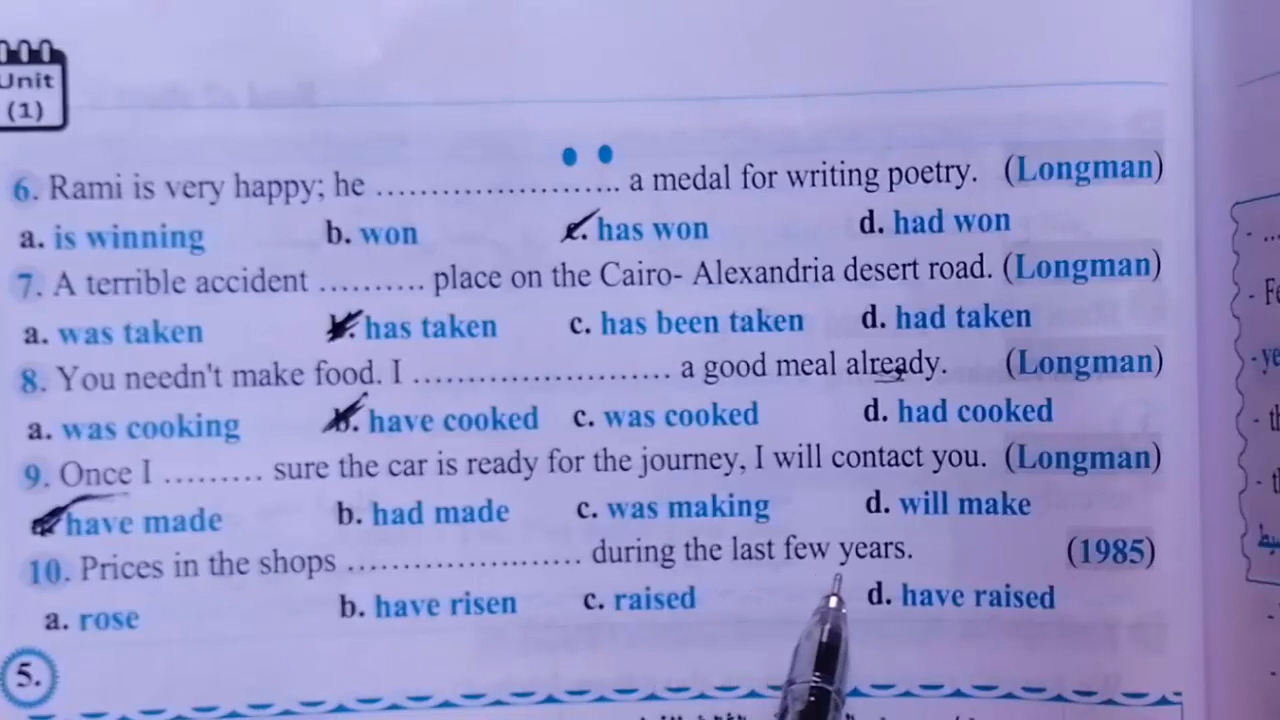 Unit
(1)
6. Rami is very happy; he ........................ a medal for writing poetry. (Longman)
a. is winning b. won c. has won d. had won
7. A terrible accident .......... place on the Cairo- Alexandria desert road. (Longman)
a. was taken b. has taken c. has been taken d. had taken
8. You needn't make food. I ........................ a good meal already. (Longman)
a. was cooking b. have cooked c. was cooked d. had cooked
9. Once I ......... sure the car is ready for the journey, I will contact you. (Longman)
have made b. had made c. was making d. will make
10. Prices in the shops ...................... during the last few years. (1985)
a. rose b. have risen c. raised d. have raised
5.